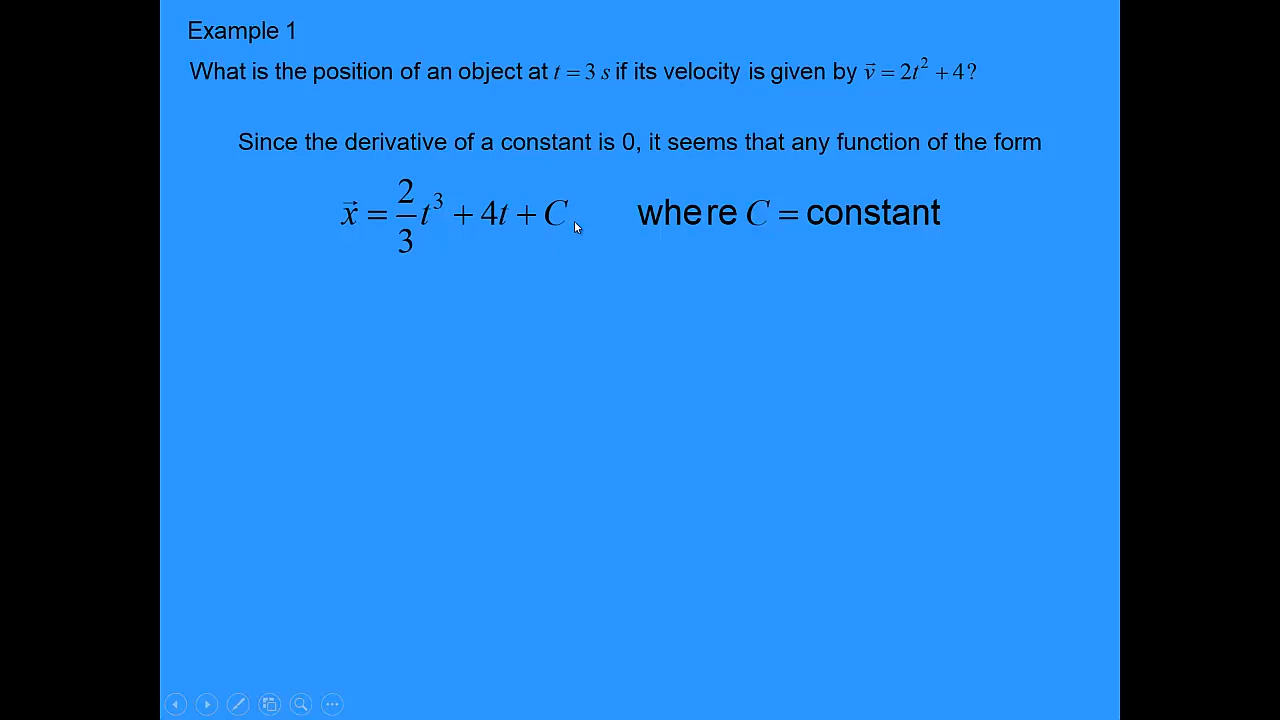 Example 1
What is the position of an object at t = 3 s if its velocity is given by v⃗ = 2t² + 4?
Since the derivative of a constant is 0, it seems that any function of the form
x⃗ = 2/3 t³ + 4t + C where C = constant